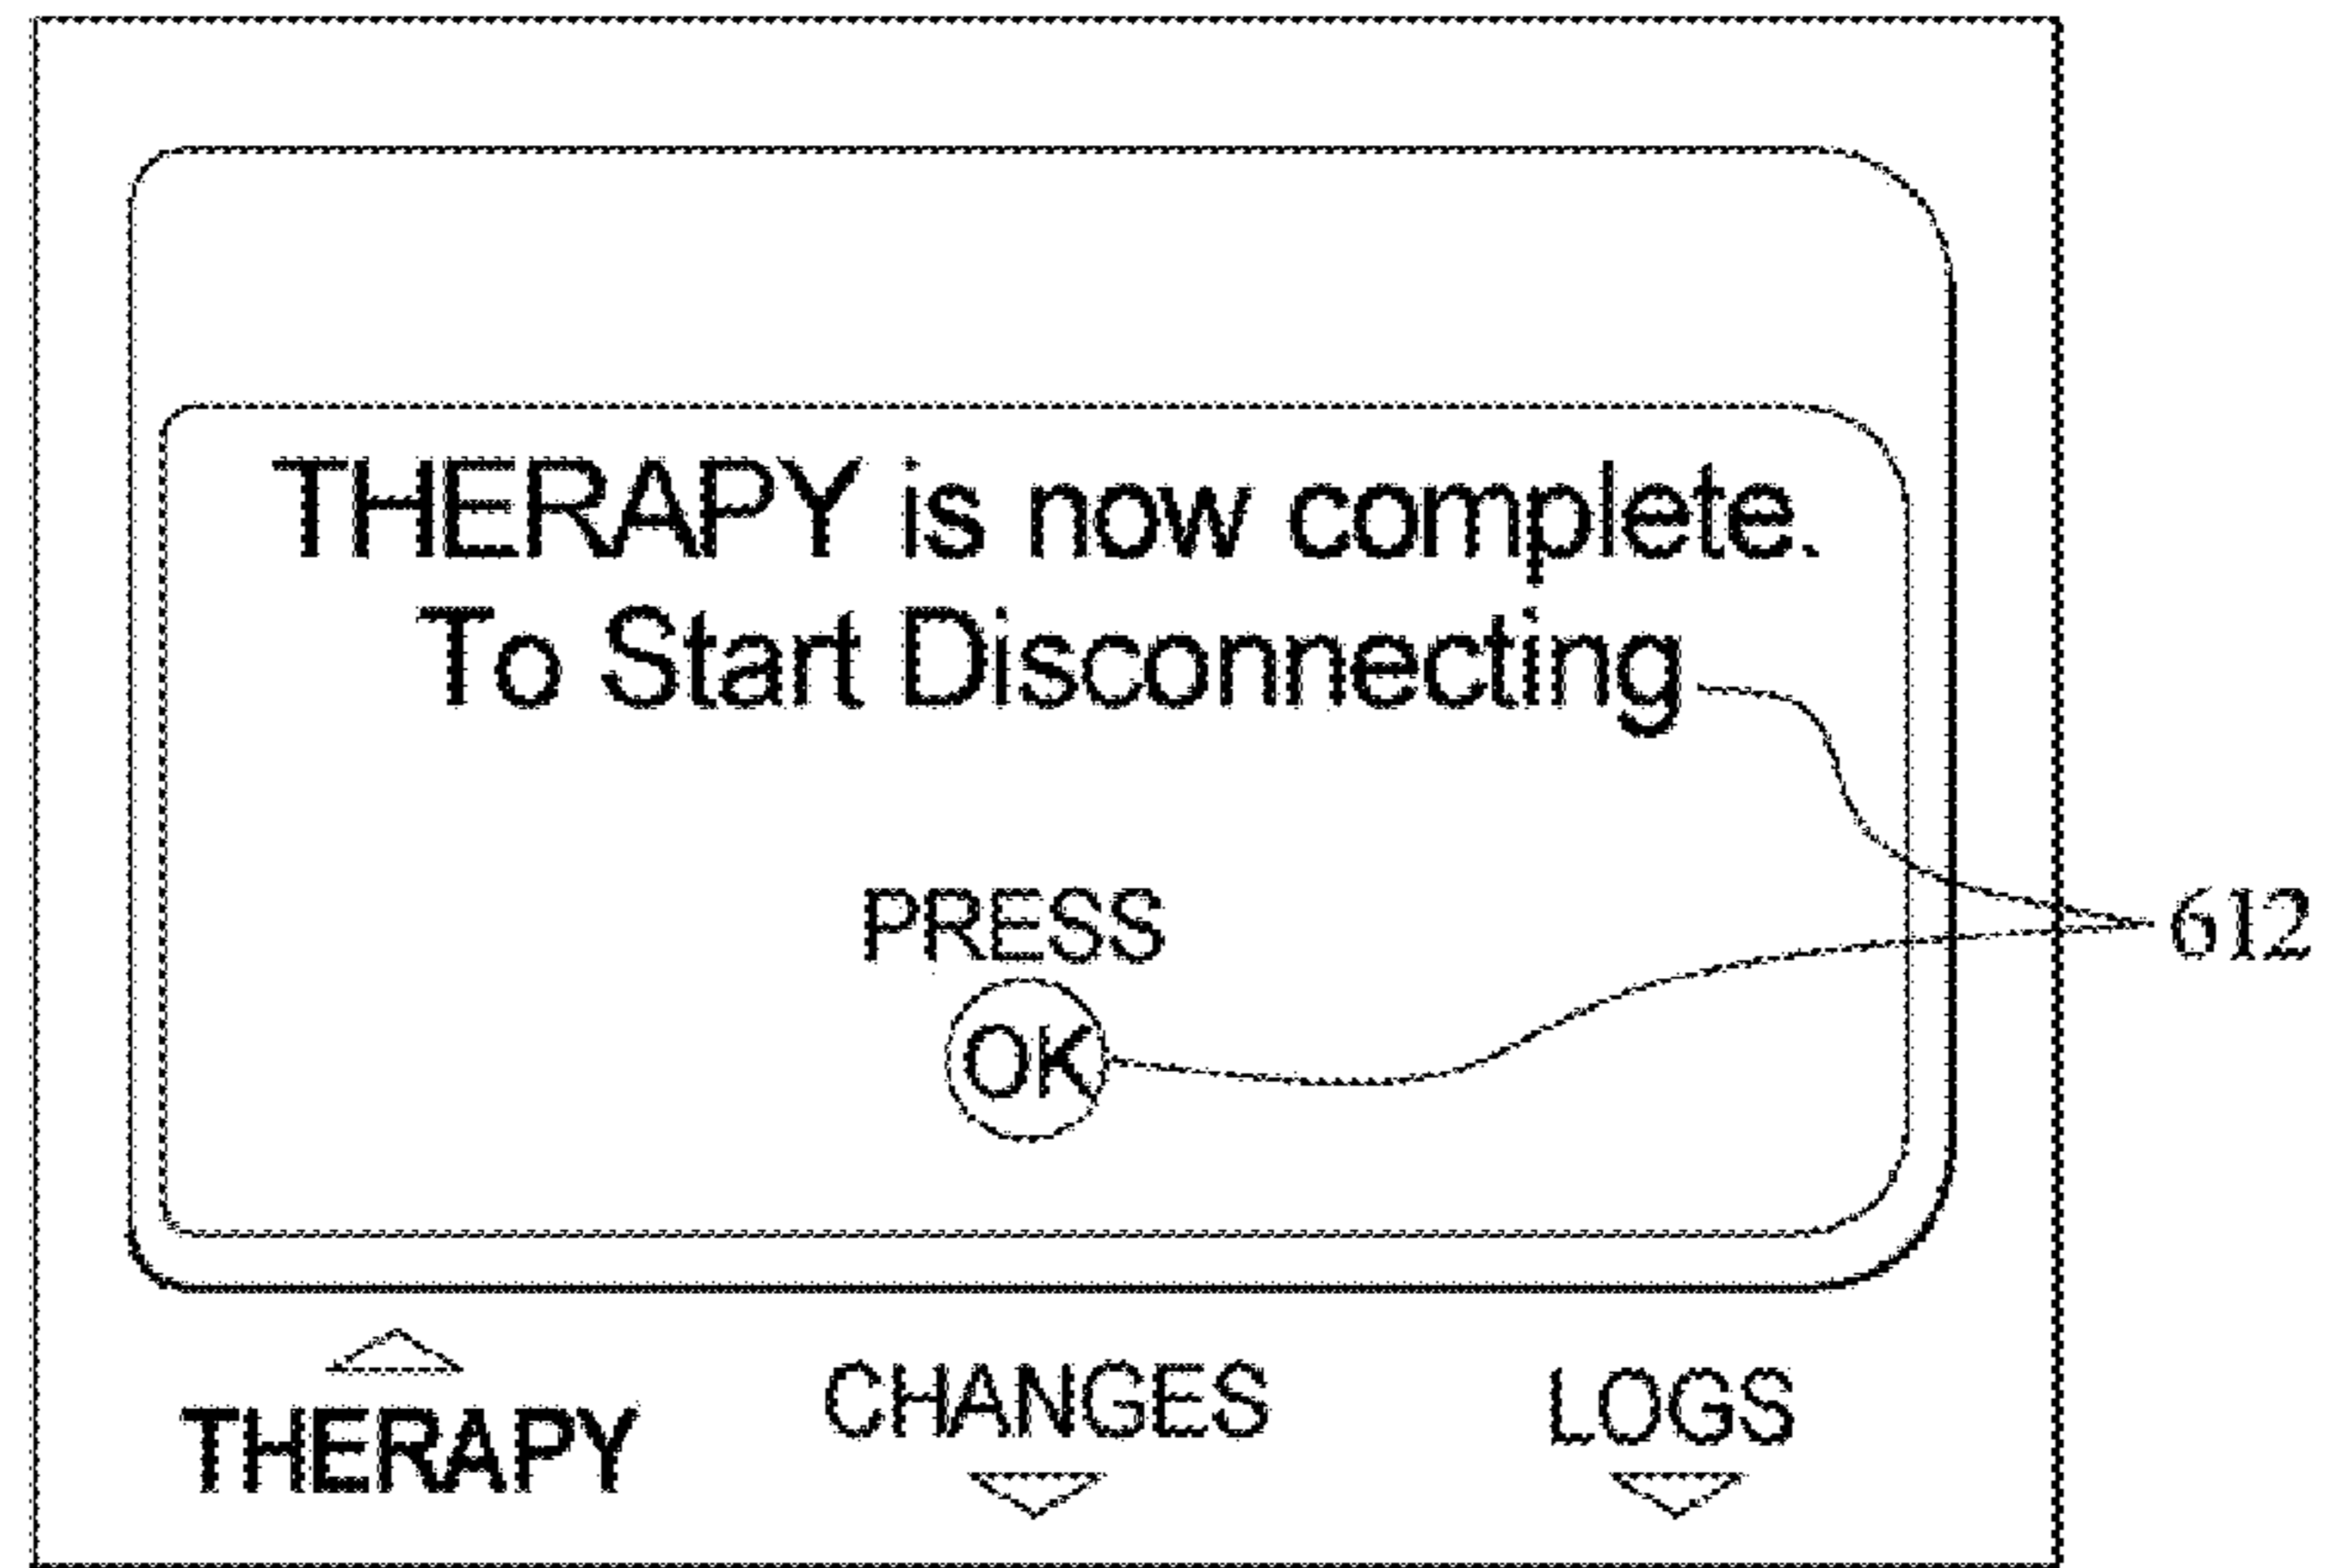 THERAPY is now complete.
To Start Disconnecting
PRESS
612
OK
THERAPY CHANGES LOGS